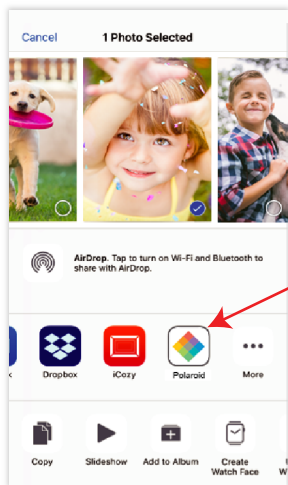 Cancel 1 Photo Selected
AirDrop. Tap to turn on Wi-Fi and Bluetooth to
share with AirDrop.
k Dropbox iCozy Polaroid More
Copy Slideshow Add to Album Create
Watch Face
W